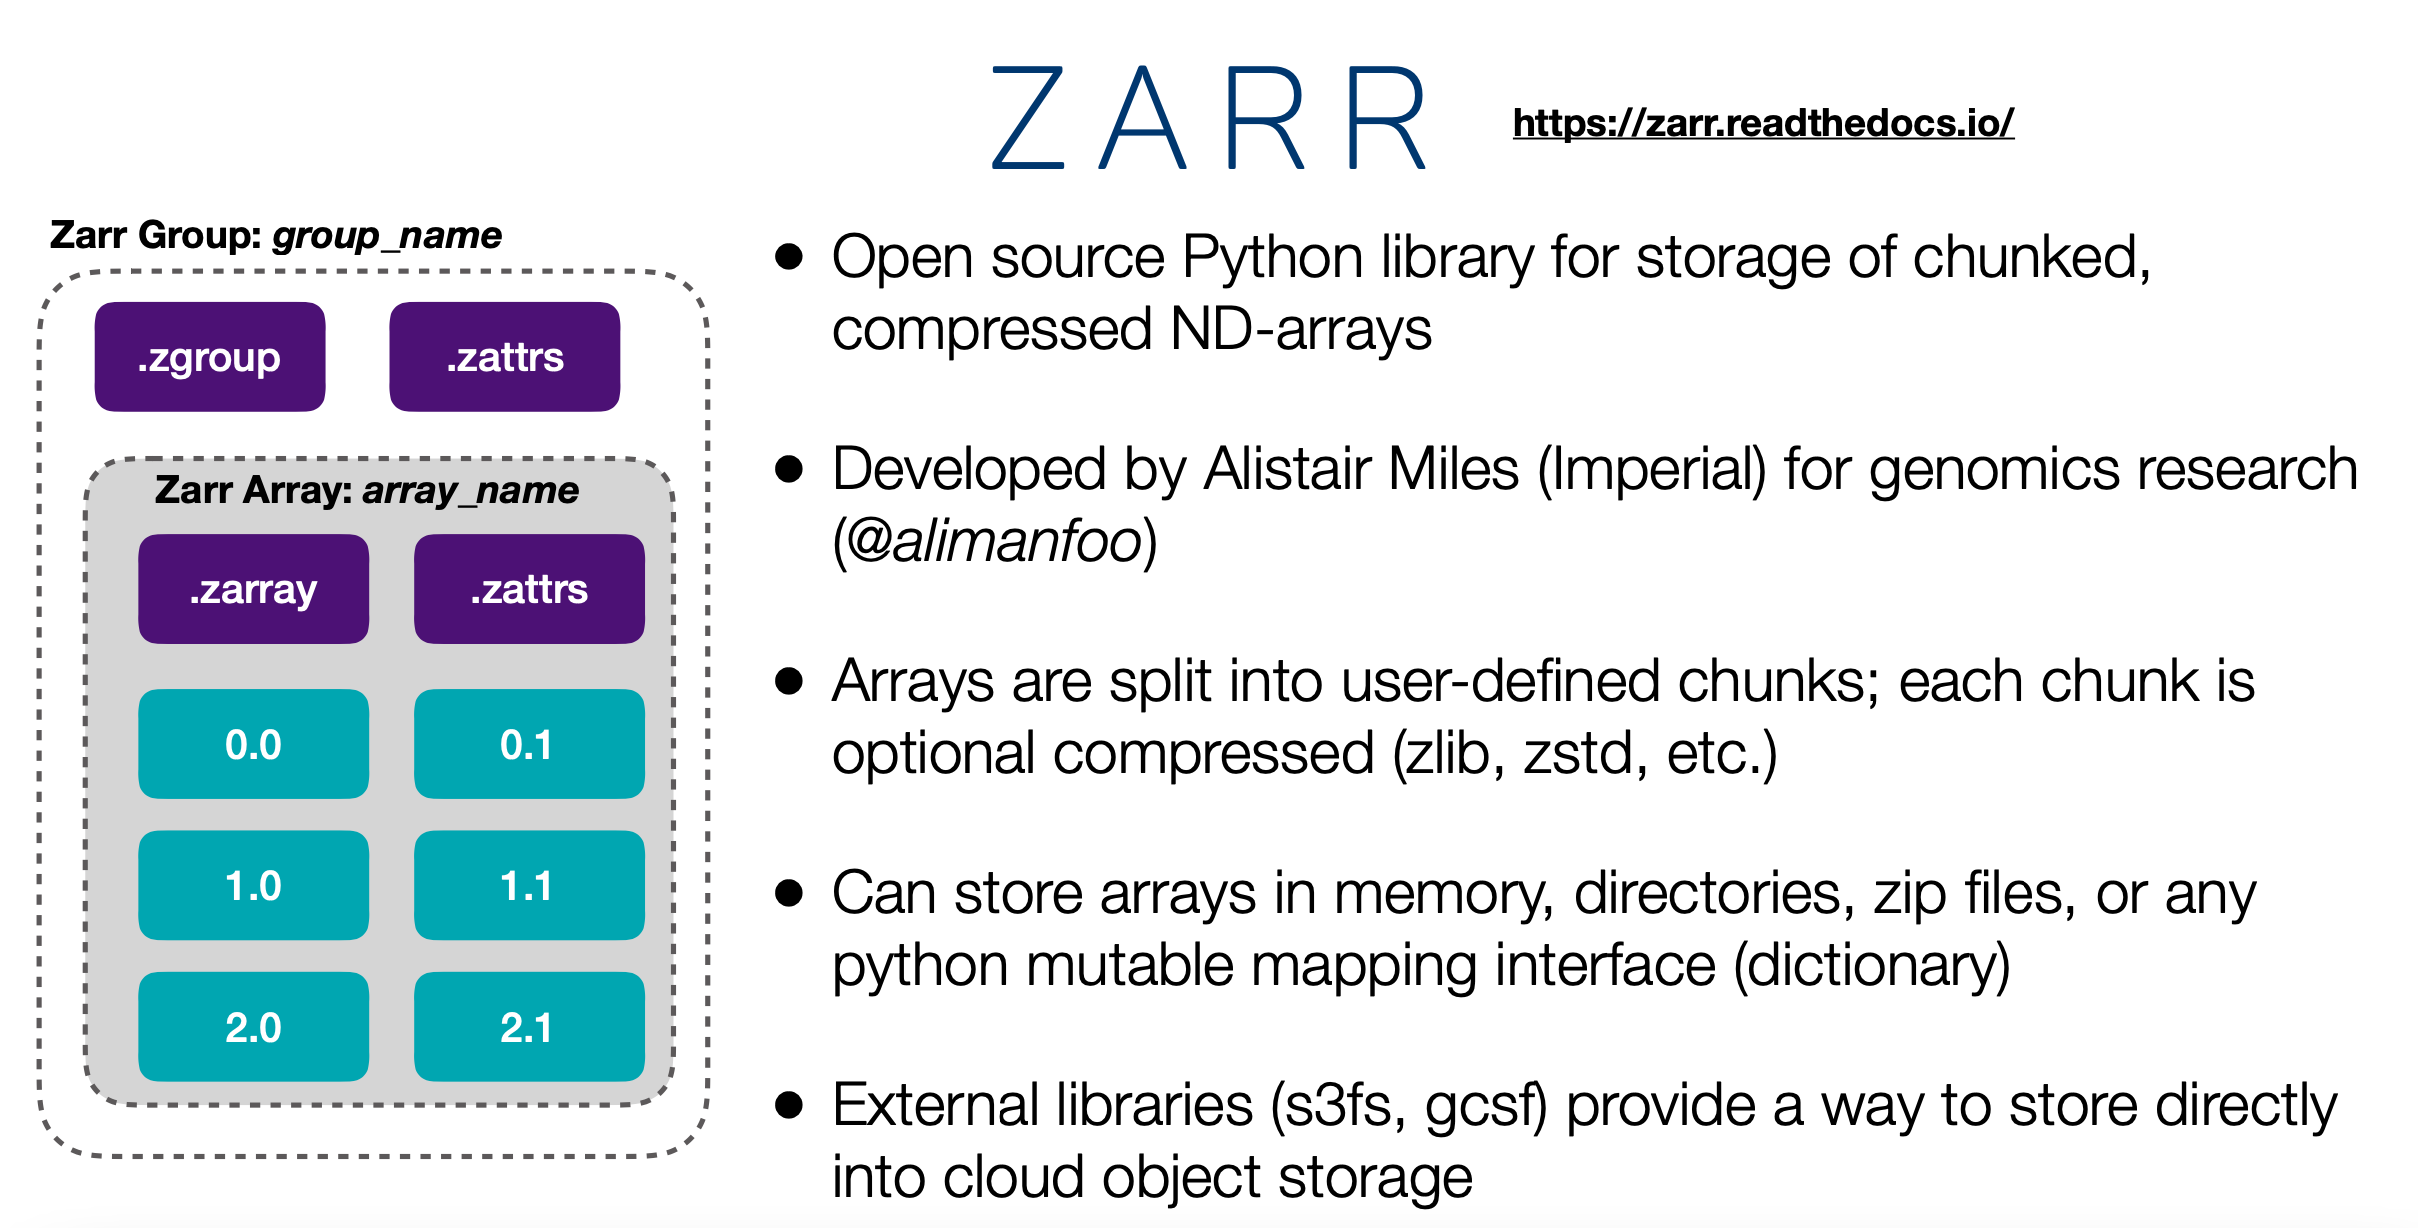 ZARR
https://zarr.readthedocs.io/
Zarr Group: group_name
.zgroup
.zattrs
Zarr Array: array_name
.zarray
.zattrs
0.0
0.1
1.0
1.1
2.0
2.1
● Open source Python library for storage of chunked,
compressed ND-arrays
● Developed by Alistair Miles (Imperial) for genomics research
(@alimanfoo)
● Arrays are split into user-defined chunks; each chunk is
optional compressed (zlib, zstd, etc.)
● Can store arrays in memory, directories, zip files, or any
python mutable mapping interface (dictionary)
● External libraries (s3fs, gcsf) provide a way to store directly
into cloud object storage